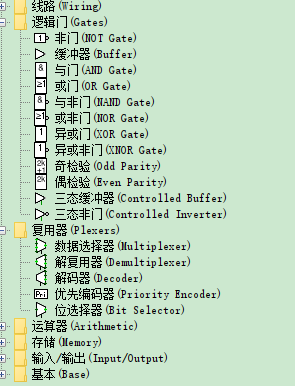 线路(Wiring)
逻辑门(Gates)
1 非门(NOT Gate)
缓冲器(Buffer)
& 与门(AND Gate)
≥1 或门(OR Gate)
& 与非门(NAND Gate)
≥1 或非门(NOR Gate)
1 异或门(XOR Gate)
1 异或非门(XNOR Gate)
2k+1 奇检验(Odd Parity)
2k 偶检验(Even Parity)
三态缓冲器(Controlled Buffer)
三态非门(Controlled Inverter)
复用器(Plexers)
数据选择器(Multiplexer)
解复用器(Demultiplexer)
解码器(Decoder)
Pri 优先编码器(Priority Encoder)
位选择器(Bit Selector)
运算器(Arithmetic)
存储(Memory)
输入/输出(Input/Output)
基本(Base)